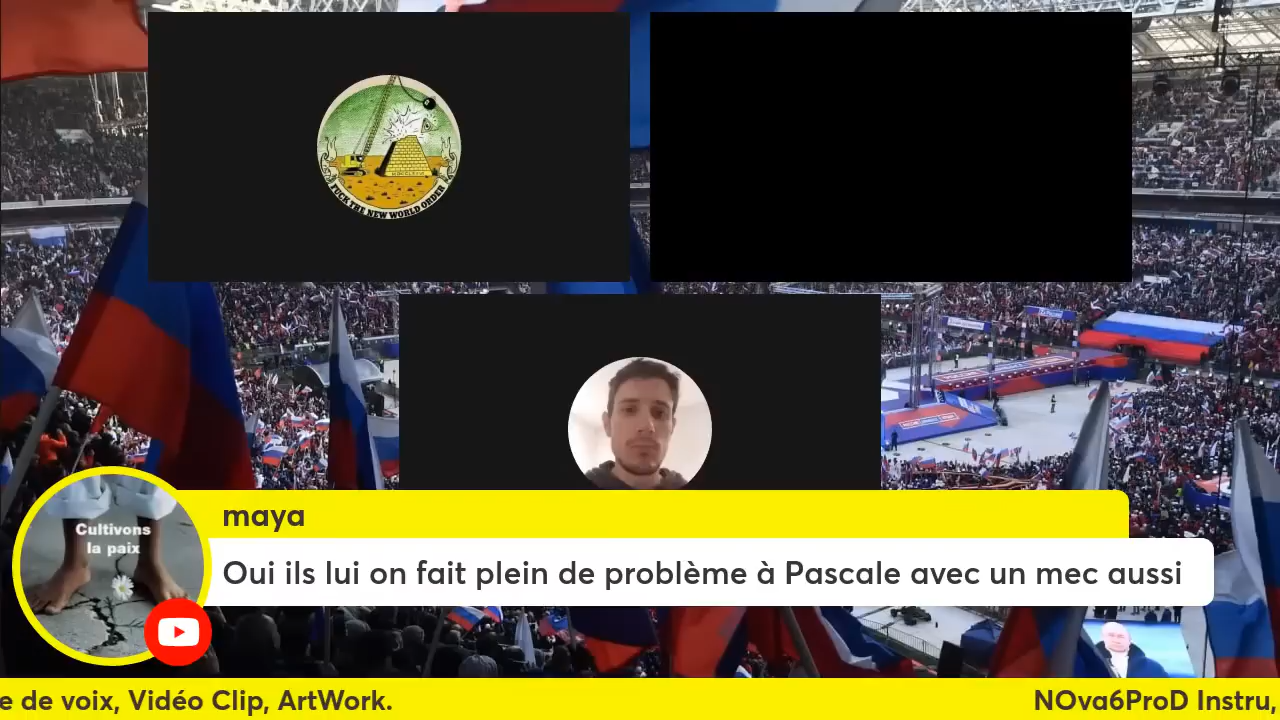 FUCK THE NEW WORLD ORDER
Cultivons
la paix
maya
Oui ils lui on fait plein de problème à Pascale avec un mec aussi
e de voix, Vidéo Clip, ArtWork.
NOva6ProD Instru,